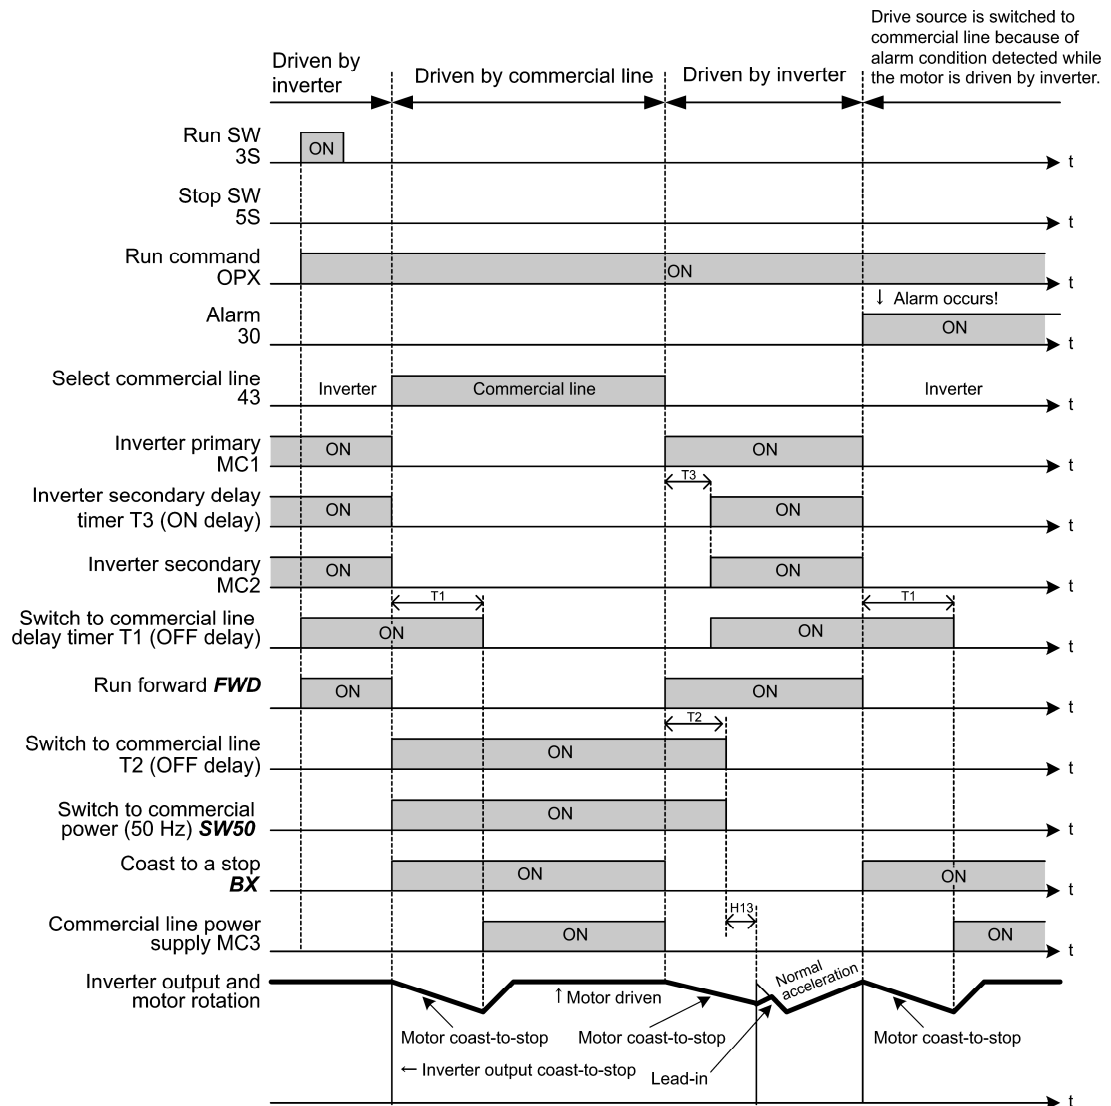 Drive source is switched to
commercial line because of
alarm condition detected while
the motor is driven by inverter.
Driven by
inverter
Driven by commercial line
Driven by inverter
Run SW
3S
ON
t
Stop SW
5S
t
Run command
OPX
ON
t
↓ Alarm occurs!
Alarm
30
ON
t
Select commercial line
43
Inverter
Commercial line
Inverter
t
Inverter primary
MC1
ON
ON
t
T3
Inverter secondary delay
timer T3 (ON delay)
ON
ON
t
Inverter secondary
MC2
ON
ON
t
T1
T1
Switch to commercial line
delay timer T1 (OFF delay)
ON
ON
t
Run forward FWD
ON
ON
t
T2
Switch to commercial line
T2 (OFF delay)
ON
t
Switch to commercial
power (50 Hz) SW50
ON
t
Coast to a stop
BX
ON
ON
t
H13
Commercial line power
supply MC3
ON
ON
t
Inverter output and
motor rotation
↑ Motor driven
Normal
acceleration
Motor coast-to-stop
Motor coast-to-stop
Motor coast-to-stop
← Inverter output coast-to-stop
Lead-in
t